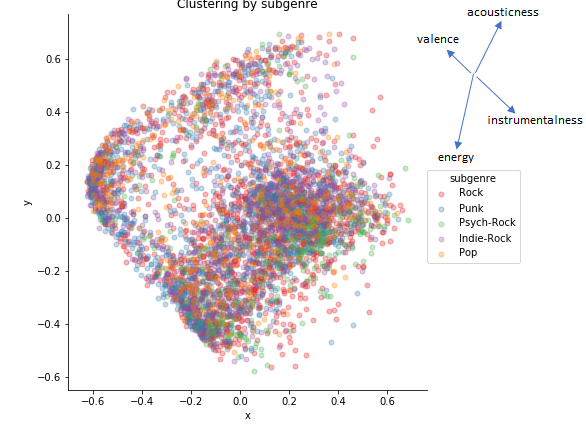 Clustering by subgenre
acousticness
valence
instrumentalness
energy
subgenre
Rock
Punk
Psych-Rock
Indie-Rock
Pop
y
0.6
0.4
0.2
0.0
−0.2
−0.4
−0.6
−0.6
−0.4
−0.2
0.0
0.2
0.4
0.6
x